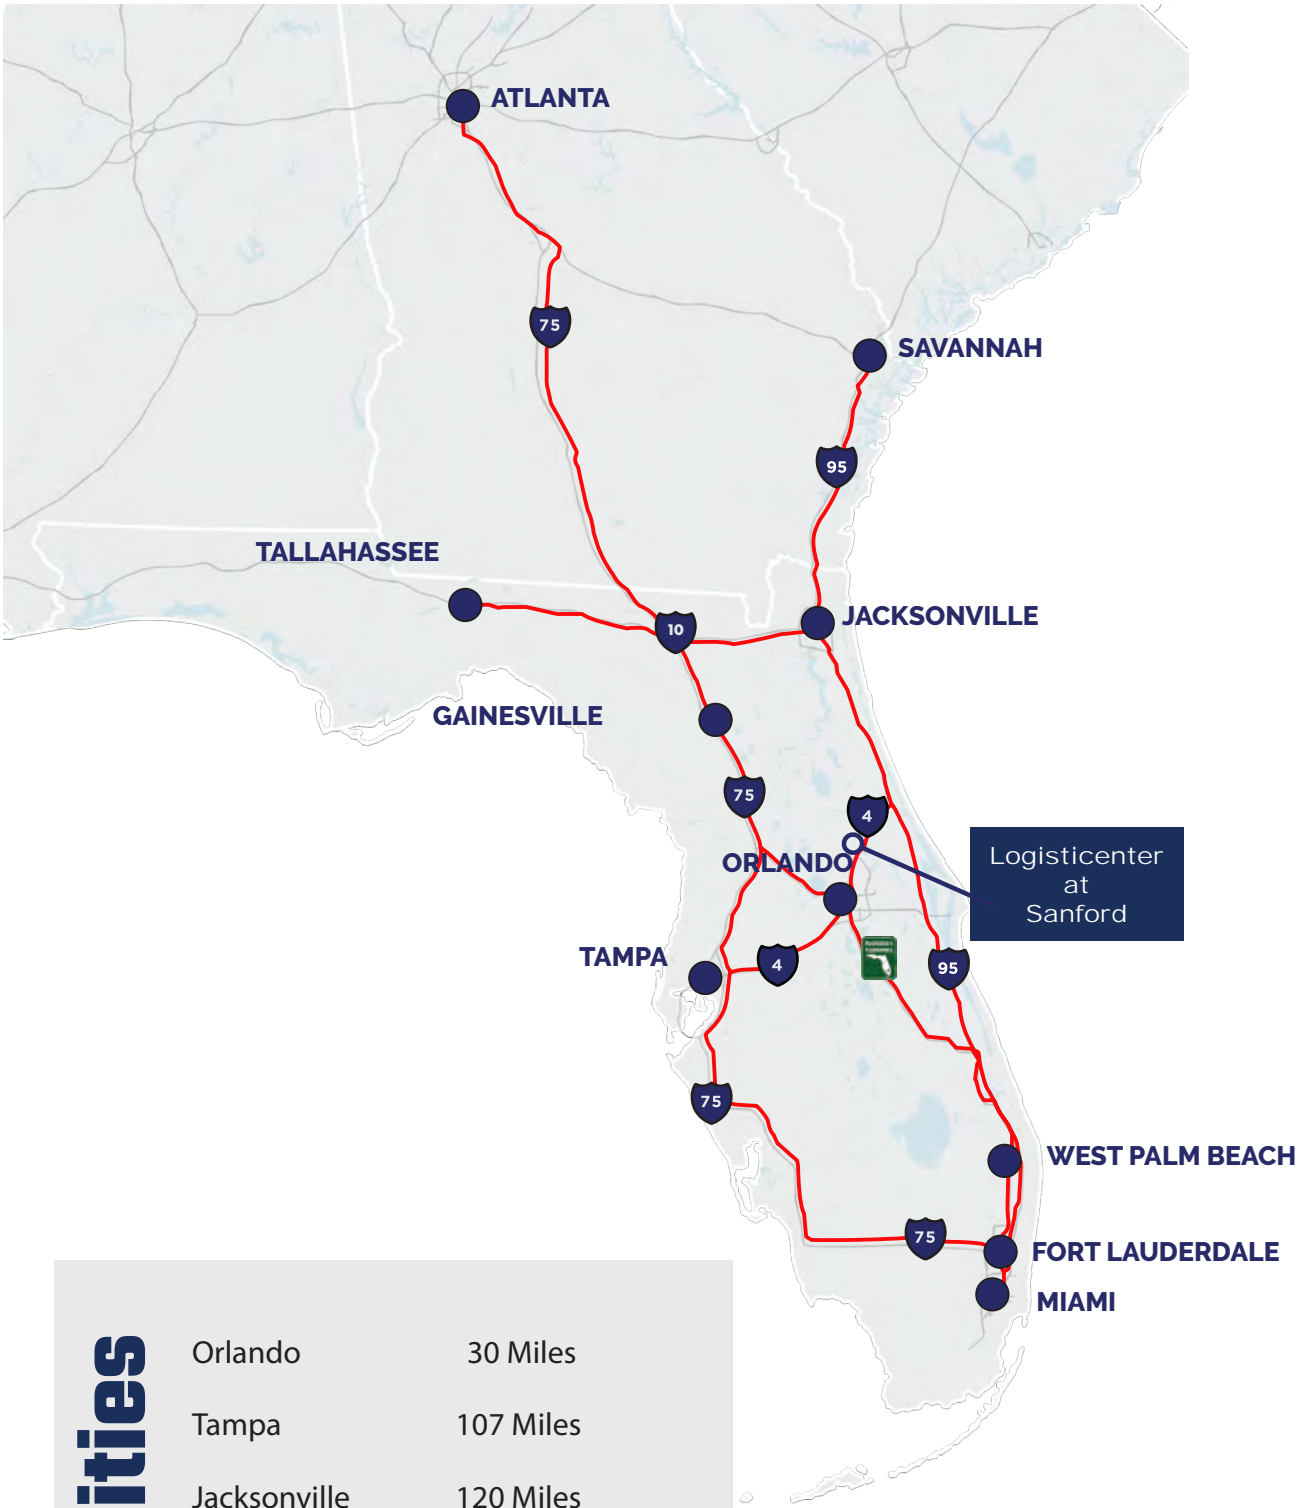 ATLANTA
75
SAVANNAH
95
TALLAHASSEE
10
JACKSONVILLE
GAINESVILLE
75
4
ORLANDO
Logisticenter
at
Sanford
TAMPA
4
95
75
WEST PALM BEACH
75
FORT LAUDERDALE
MIAMI
ities
Orlando 30 Miles
Tampa 107 Miles
Jacksonville 120 Miles